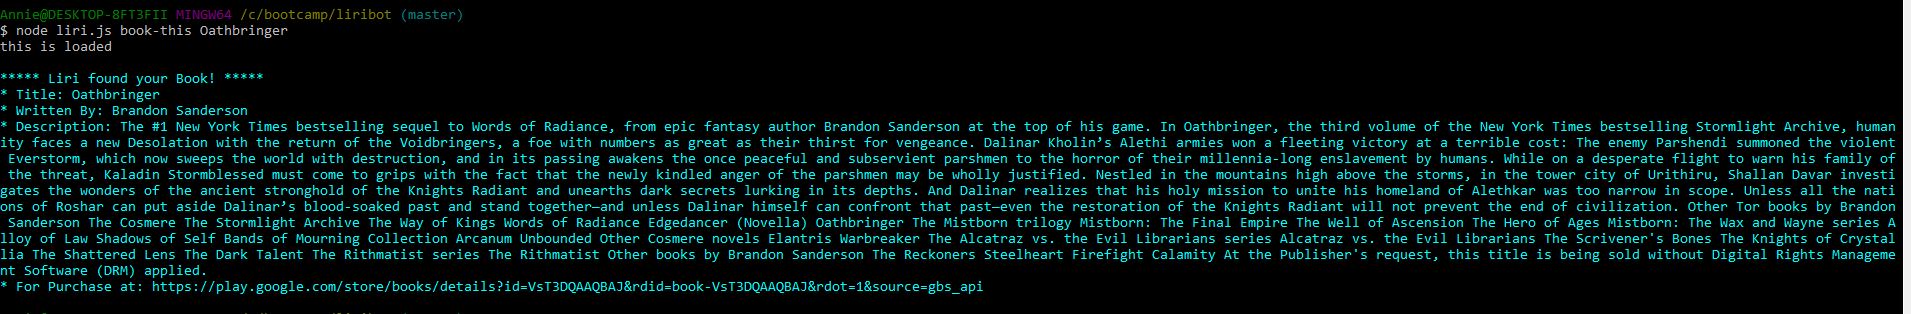 Annie@DESKTOP-8FT3FII MINGW64 /c/bootcamp/liribot (master)
$ node liri.js book-this Oathbringer
this is loaded
***** Liri found your Book! *****
* Title: Oathbringer
* Written By: Brandon Sanderson
* Description: The #1 New York Times bestselling sequel to Words of Radiance, from epic fantasy author Brandon Sanderson at the top of his game. In Oathbringer, the third volume of the New York Times bestselling Stormlight Archive, human
ity faces a new Desolation with the return of the Voidbringers, a foe with numbers as great as their thirst for vengeance. Dalinar Kholin’s Alethi armies won a fleeting victory at a terrible cost: The enemy Parshendi summoned the violent
Everstorm, which now sweeps the world with destruction, and in its passing awakens the once peaceful and subservient parshmen to the horror of their millennia-long enslavement by humans. While on a desperate flight to warn his family of
the threat, Kaladin Stormblessed must come to grips with the fact that the newly kindled anger of the parshmen may be wholly justified. Nestled in the mountains high above the storms, in the tower city of Urithiru, Shallan Davar investi
gates the wonders of the ancient stronghold of the Knights Radiant and unearths dark secrets lurking in its depths. And Dalinar realizes that his holy mission to unite his homeland of Alethkar was too narrow in scope. Unless all the nati
ons of Roshar can put aside Dalinar’s blood-soaked past and stand together—and unless Dalinar himself can confront that past—even the restoration of the Knights Radiant will not prevent the end of civilization. Other Tor books by Brandon
Sanderson The Cosmere The Stormlight Archive The Way of Kings Words of Radiance Edgedancer (Novella) Oathbringer The Mistborn trilogy Mistborn: The Final Empire The Well of Ascension The Hero of Ages Mistborn: The Wax and Wayne series A
lloy of Law Shadows of Self Bands of Mourning Collection Arcanum Unbounded Other Cosmere novels Elantris Warbreaker The Alcatraz vs. the Evil Librarians series Alcatraz vs. the Evil Librarians The Scrivener's Bones The Knights of Crystal
lia The Shattered Lens The Dark Talent The Rithmatist series The Rithmatist Other books by Brandon Sanderson The Reckoners Steelheart Firefight Calamity At the Publisher's request, this title is being sold without Digital Rights Manageme
nt Software (DRM) applied.
* For Purchase at: https://play.google.com/store/books/details?id=VsT3DQAAQBAJ&rdid=book-VsT3DQAAQBAJ&rdot=1&source=gbs_api